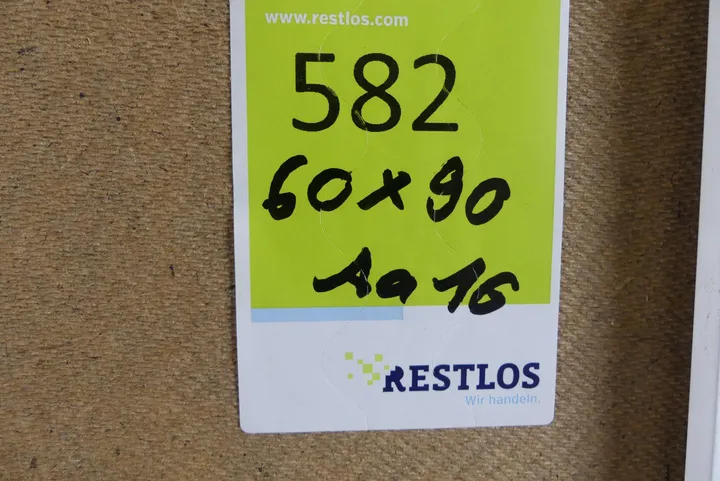 www.restlos.com
582
60x90
Aa 16
RESTLOS
Wir handeln.